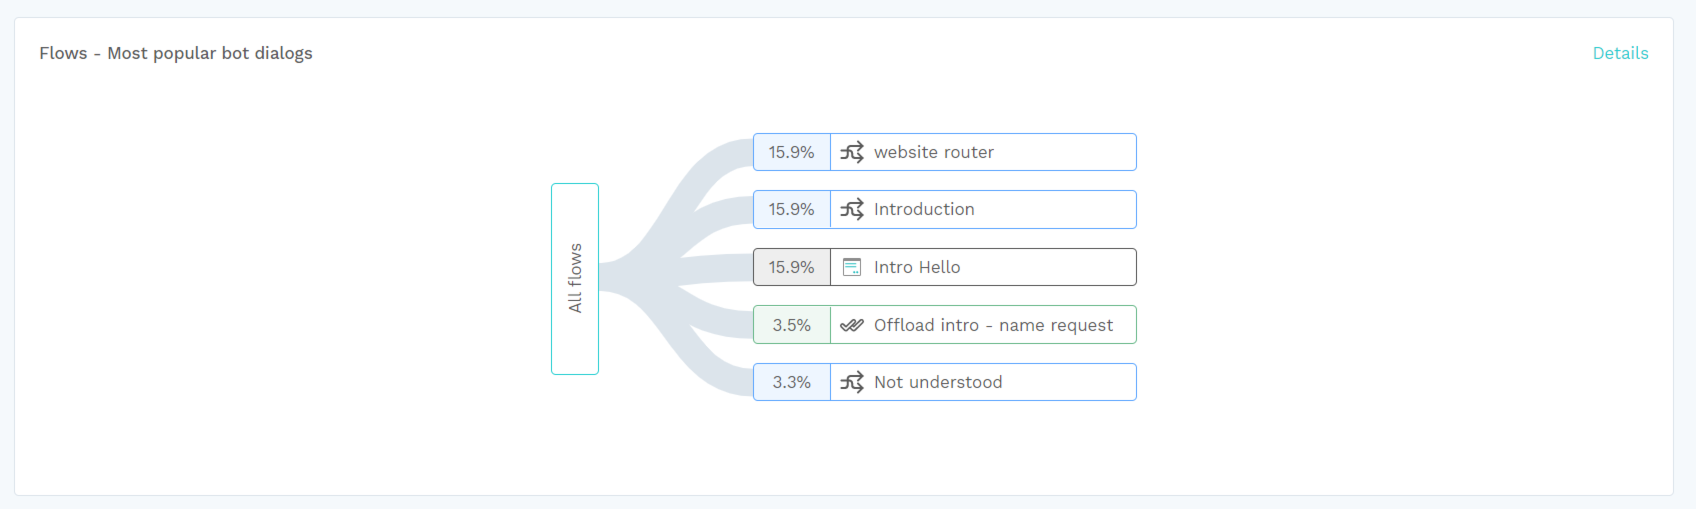 Flows - Most popular bot dialogs
Details
All flows
15.9% website router
15.9% Introduction
15.9% Intro Hello
3.5% Offload intro - name request
3.3% Not understood